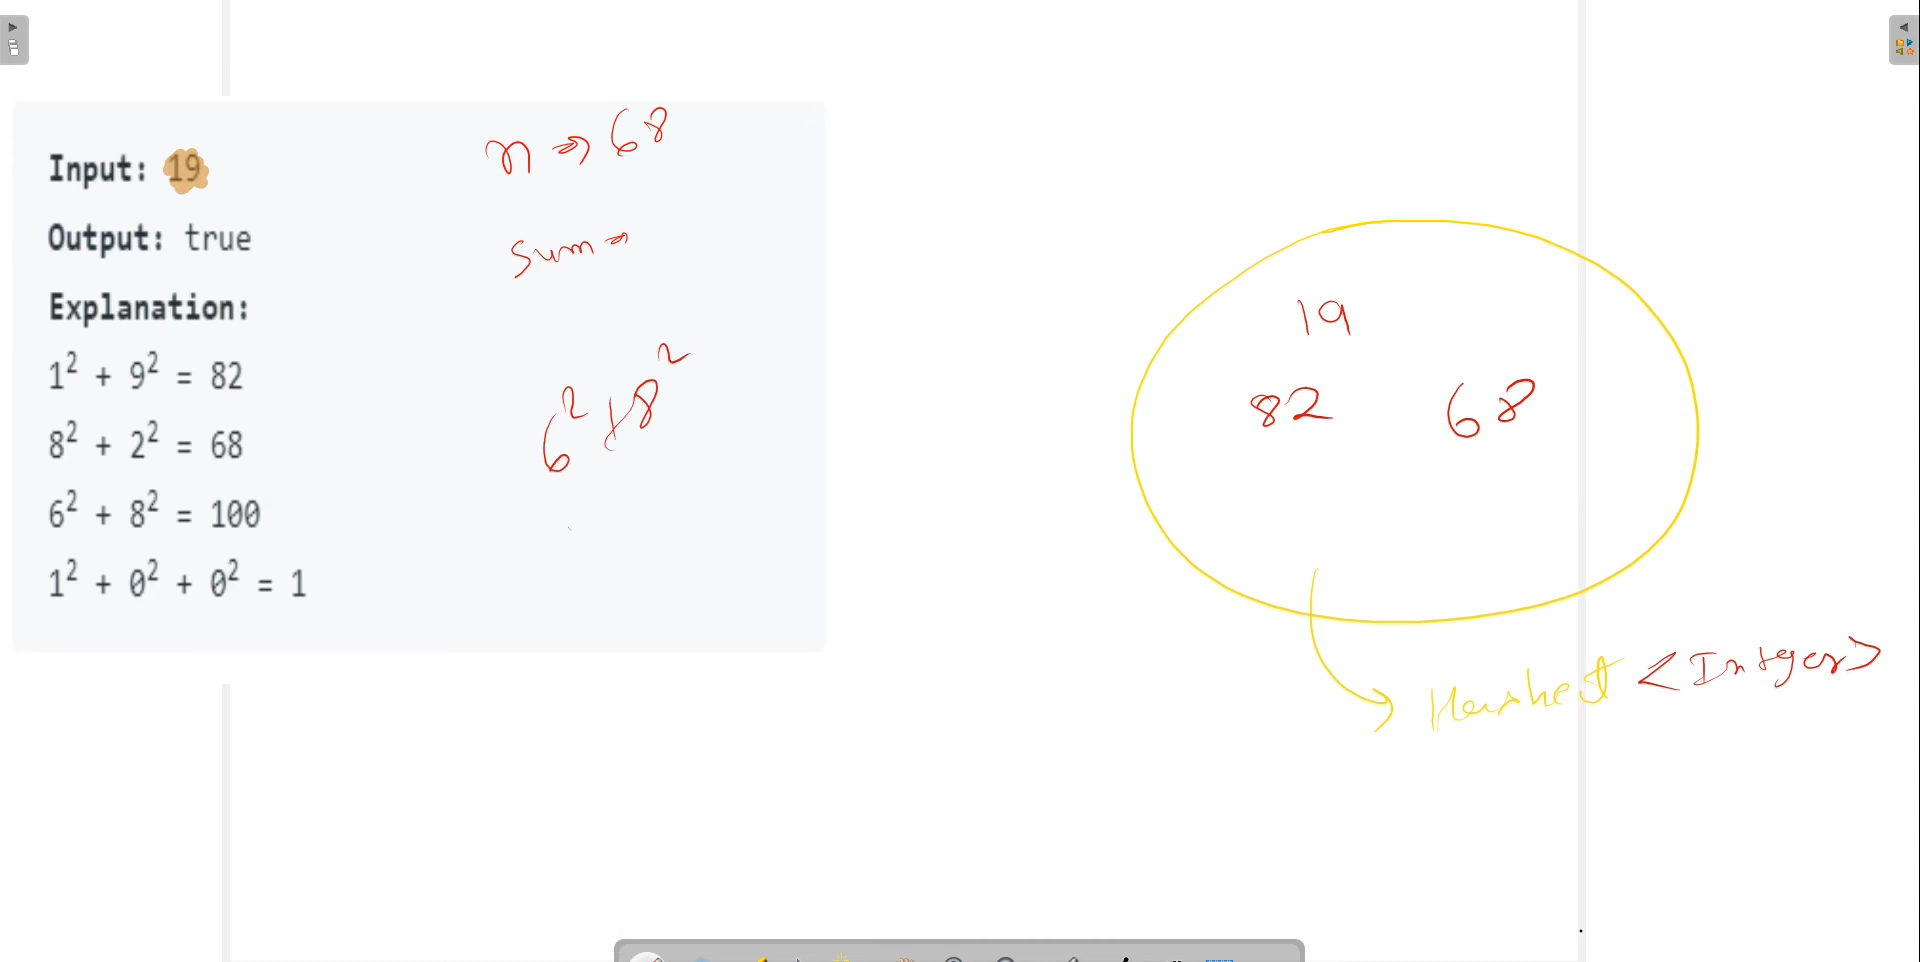 Input: 19
Output: true
Explanation:
1² + 9² = 82
8² + 2² = 68
6² + 8² = 100
1² + 0² + 0² = 1
n ⇒ 68
Sum ⇒
6² + 8²
19
82 68
Hashset <Integer>